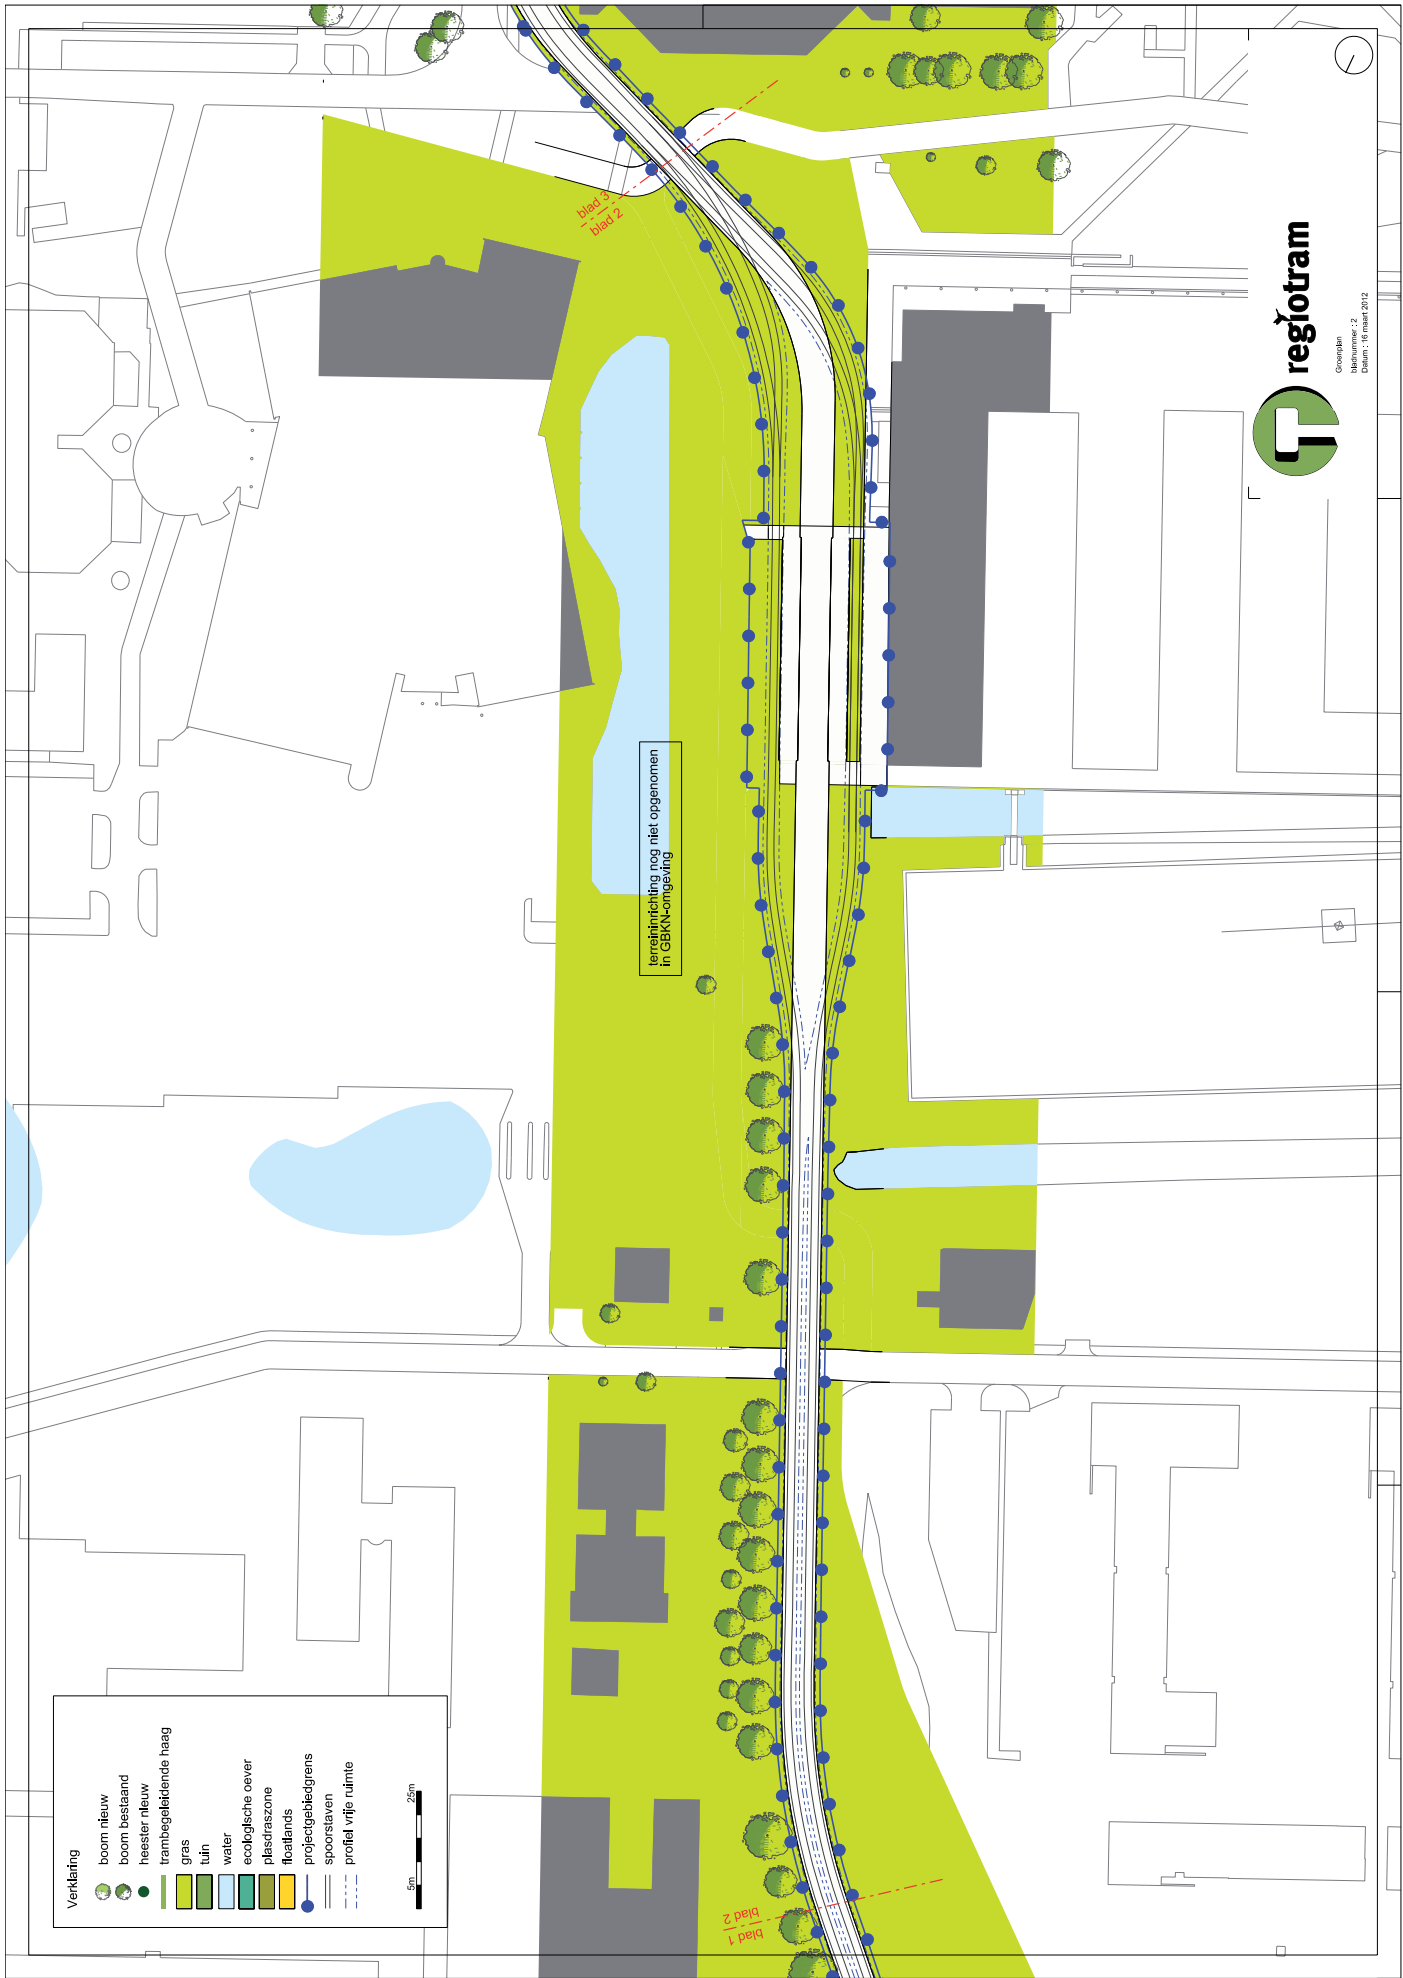 blad 3
blad 2
regiotram
Groenplan
bladnummer : 2
Datum : 16 maart 2012
terreininrichting nog niet opgenomen
in GBKN-omgeving
Verklaring
boom nieuw
boom bestaand
heester nieuw
trambegeleidende haag
gras
tuin
water
ecologische oever
plasdraszone
floatlands
projectgebiedgrens
spoorstaven
profiel vrije ruimte
5m
25m
blad 2
blad 1